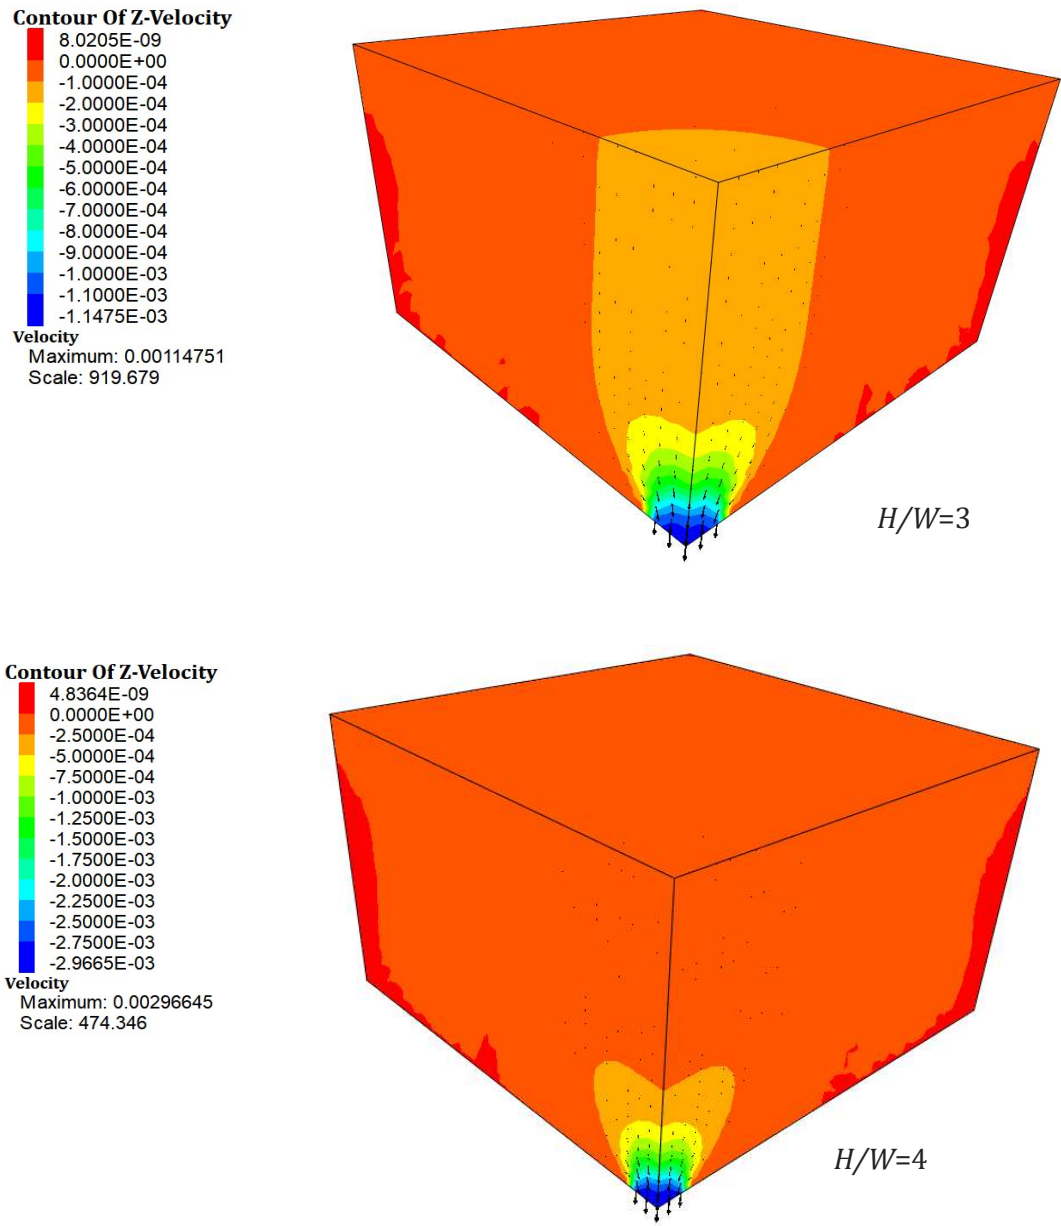 Contour Of Z-Velocity
8.0205E-09
0.0000E+00
-1.0000E-04
-2.0000E-04
-3.0000E-04
-4.0000E-04
-5.0000E-04
-6.0000E-04
-7.0000E-04
-8.0000E-04
-9.0000E-04
-1.0000E-03
-1.1000E-03
-1.1475E-03
Velocity
Maximum: 0.00114751
Scale: 919.679
H/W=3
Contour Of Z-Velocity
4.8364E-09
0.0000E+00
-2.5000E-04
-5.0000E-04
-7.5000E-04
-1.0000E-03
-1.2500E-03
-1.5000E-03
-1.7500E-03
-2.0000E-03
-2.2500E-03
-2.5000E-03
-2.7500E-03
-2.9665E-03
Velocity
Maximum: 0.00296645
Scale: 474.346
H/W=4